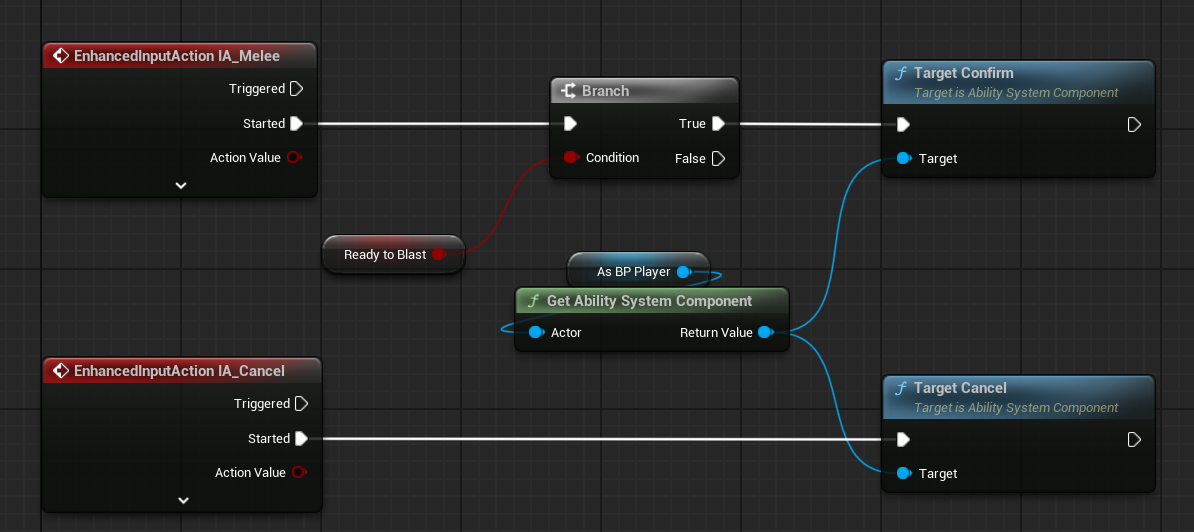 EnhancedInputAction IA_Melee
Triggered
Started
Action Value
Branch
True
Condition
False
Target Confirm
Target is Ability System Component
Target
Ready to Blast
As BP Player
Get Ability System Component
Actor
Return Value
EnhancedInputAction IA_Cancel
Triggered
Started
Action Value
Target Cancel
Target is Ability System Component
Target